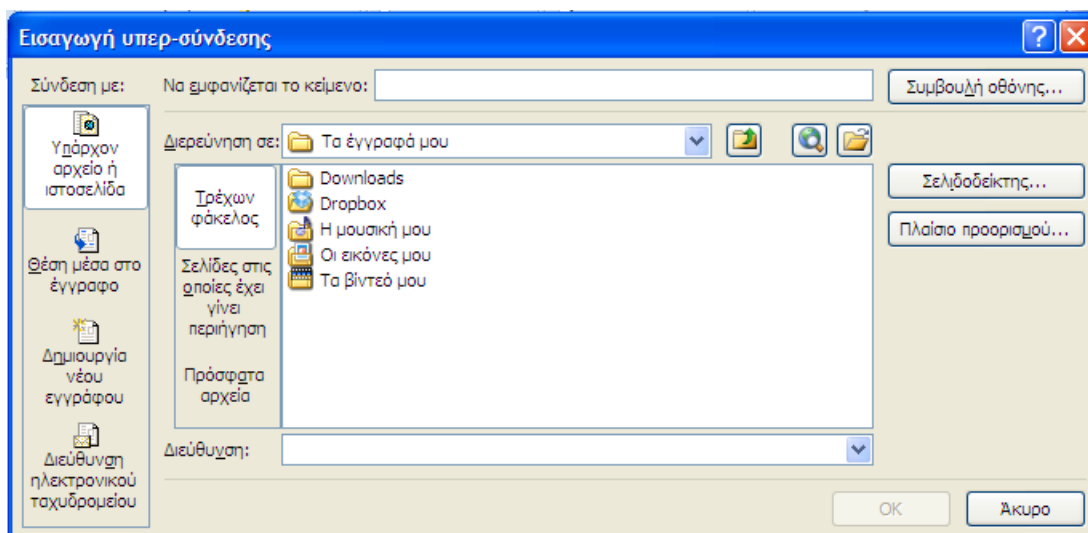 Εισαγωγή υπερ-σύνδεσης
Σύνδεση με:
Να εμφανίζεται το κείμενο:
Συμβουλή οθόνης...
Υπάρχον
αρχείο ή
ιστοσελίδα
Θέση μέσα στο
έγγραφο
Δημιουργία
νέου
εγγράφου
Διεύθυνση
ηλεκτρονικού
ταχυδρομείου
Διερεύνηση σε:
Τα έγγραφά μου
Τρέχων
φάκελος
Σελίδες στις
οποίες έχει
γίνει
περιήγηση
Πρόσφατα
αρχεία
Downloads
Dropbox
Η μουσική μου
Οι εικόνες μου
Τα βίντεό μου
Σελιδοδείκτης...
Πλαίσιο προορισμού...
Διεύθυνση:
OK
Άκυρο